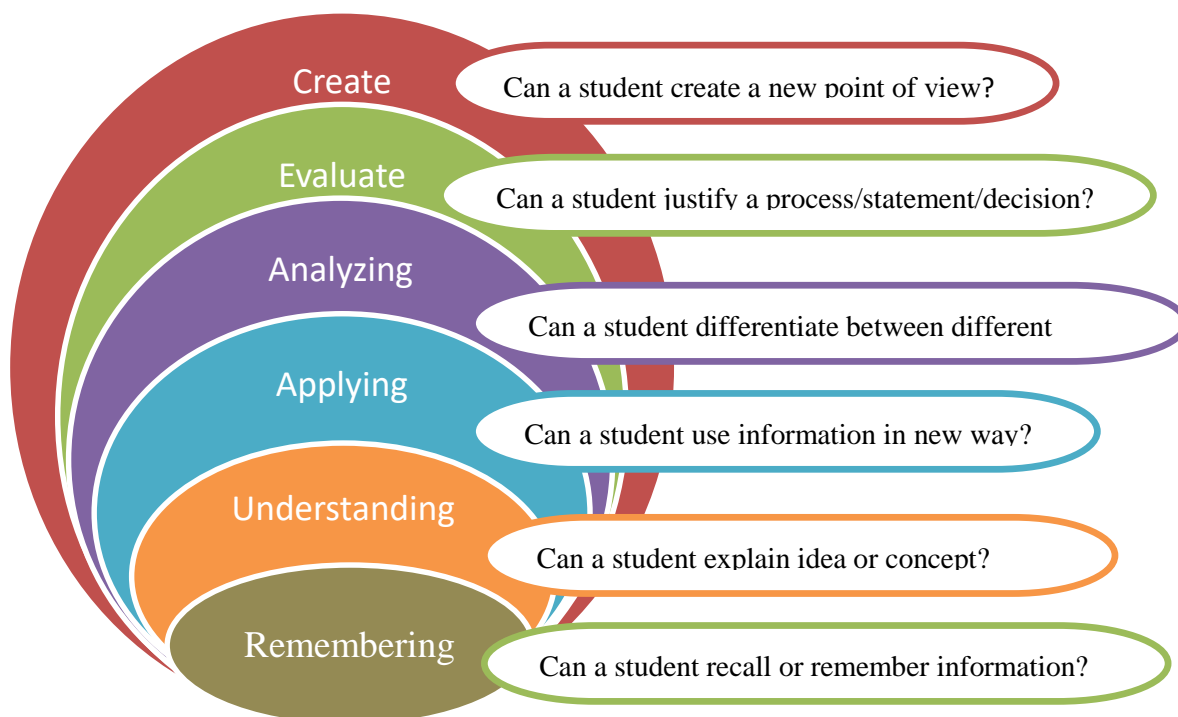 Create
Can a student create a new point of view?
Evaluate
Can a student justify a process/statement/decision?
Analyzing
Can a student differentiate between different
Applying
Can a student use information in new way?
Understanding
Can a student explain idea or concept?
Remembering
Can a student recall or remember information?